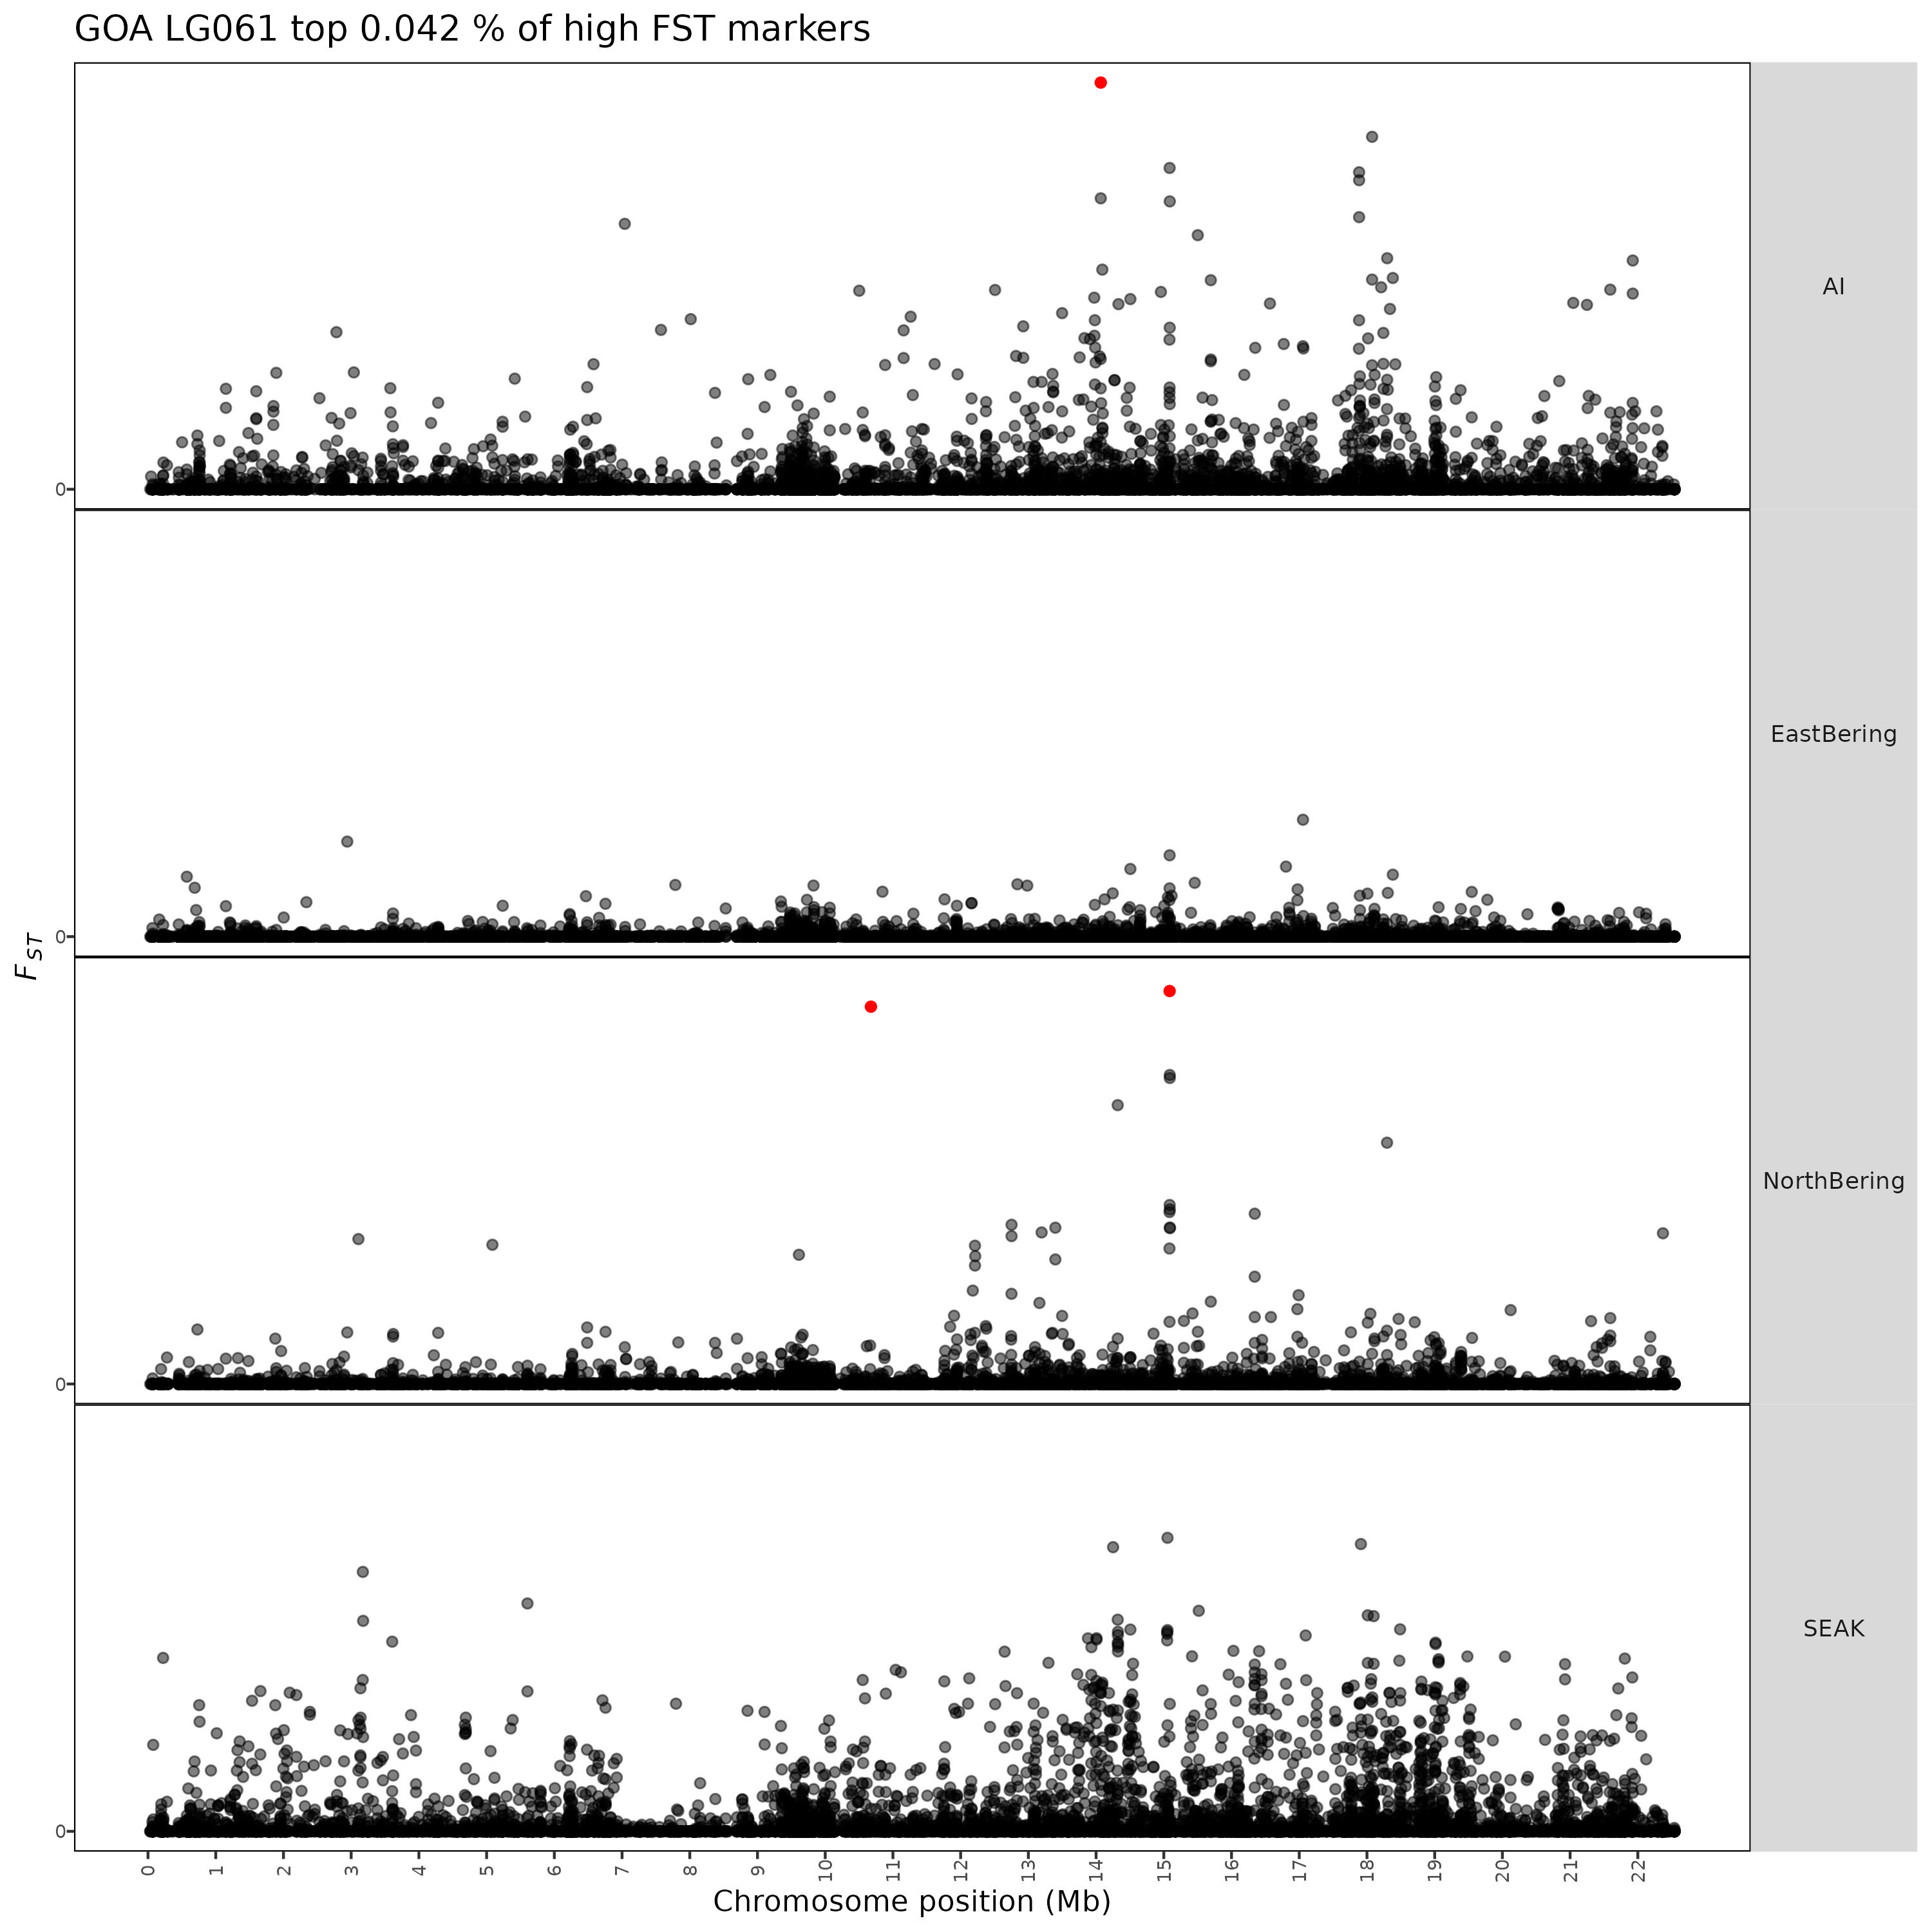 GOA LG061 top 0.042 % of high FST markers
AI
0
EastBering
0
FST
NorthBering
0
SEAK
0
0 1 2 3 4 5 6 7 8 9 10 11 12 13 14 15 16 17 18 19 20 21 22
Chromosome position (Mb)